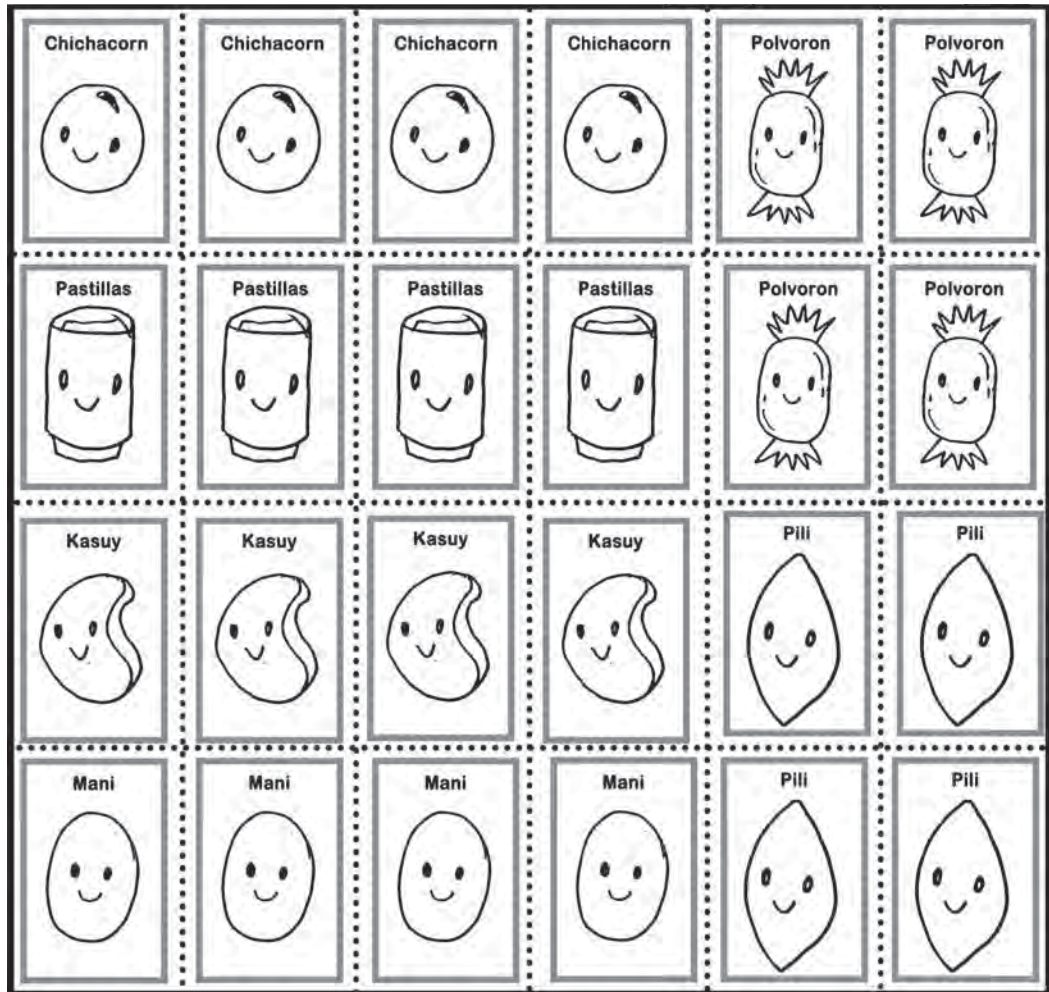 Chichacorn Chichacorn Chichacorn Chichacorn Polvoron Polvoron
Pastillas Pastillas Pastillas Pastillas Polvoron Polvoron
Kasuy Kasuy Kasuy Kasuy Pili Pili
Mani Mani Mani Mani Pili Pili